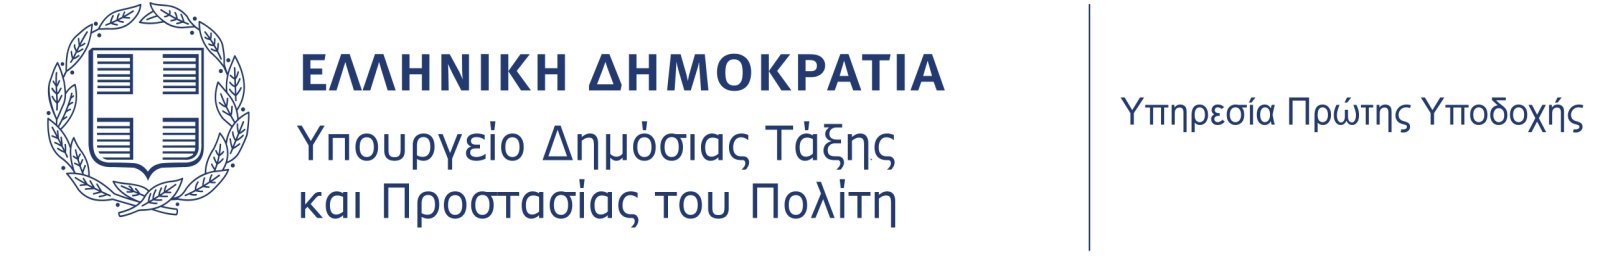 ΕΛΛΗΝΙΚΗ ΔΗΜΟΚΡΑΤΙΑ
Υπουργείο Δημόσιας Τάξης
και Προστασίας του Πολίτη
Υπηρεσία Πρώτης Υποδοχής